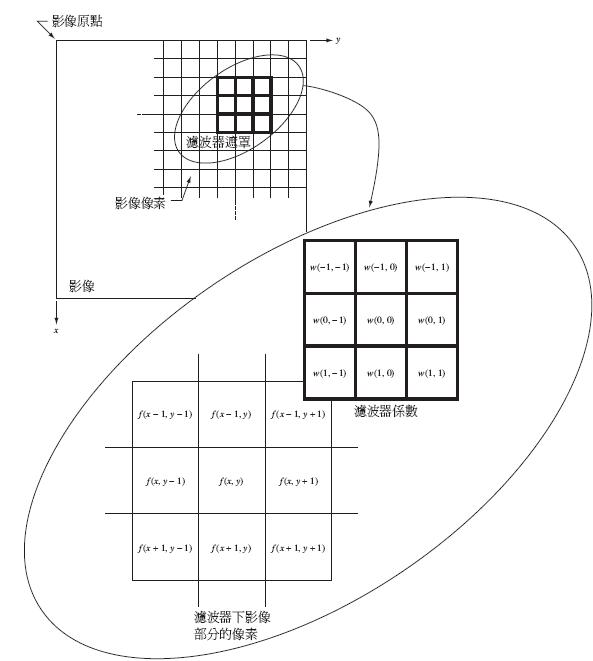 影像原點
y
濾波器遮罩
影像像素
影像
x
w(−1, −1) w(−1, 0) w(−1, 1)
w(0, −1) w(0, 0) w(0, 1)
w(1, −1) w(1, 0) w(1, 1)
濾波器係數
f(x − 1, y − 1) f(x − 1, y) f(x − 1, y + 1)
f(x, y − 1) f(x, y) f(x, y + 1)
f(x + 1, y − 1) f(x + 1, y) f(x + 1, y + 1)
濾波器下影像
部分的像素